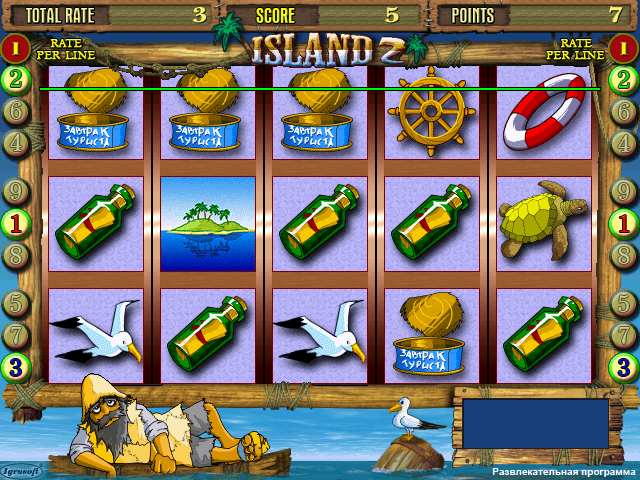 TOTAL RATE 3 SCORE 5 POINTS 7
1 RATE PER LINE ISLAND 2 RATE PER LINE 1
2 2
6 6
4 ЗАВТРАК ТУРИСТА ЗАВТРАК ТУРИСТА ЗАВТРАК ТУРИСТА 4
9 9
1 1
8 8
5 5
7 ЗАВТРАК ТУРИСТА 7
3 3
Igrosoft Развлекательная программа